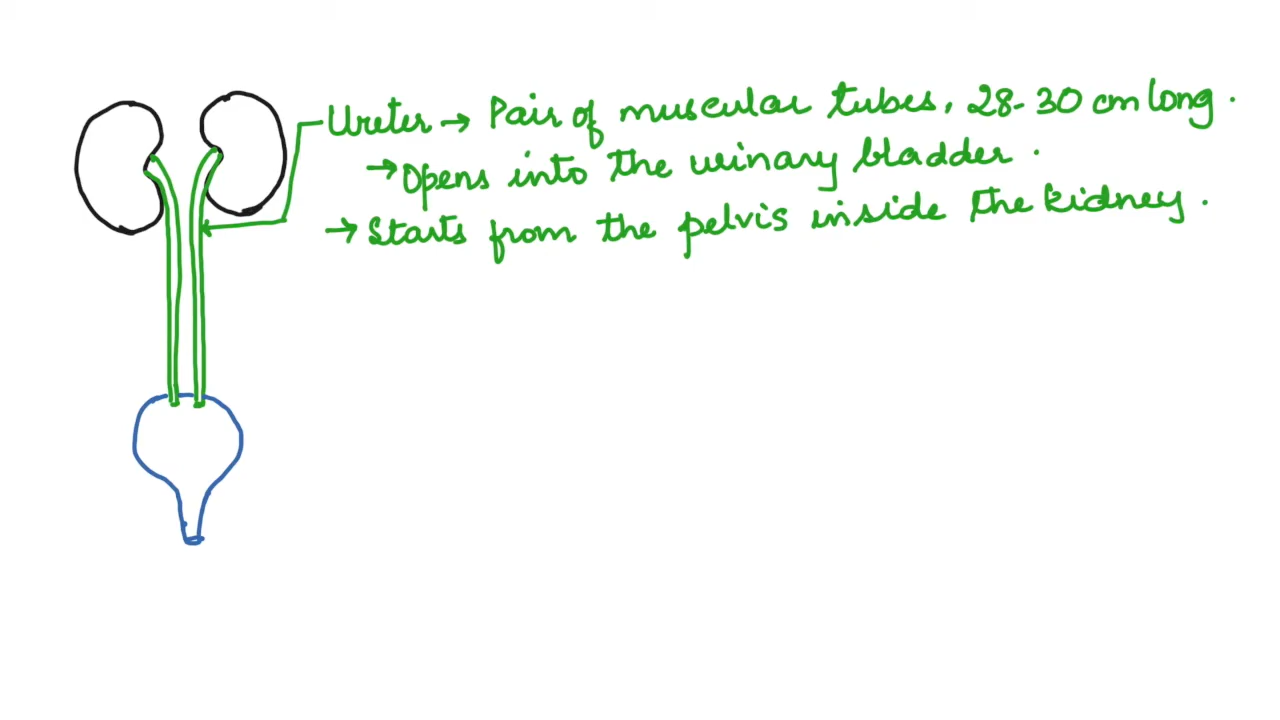 Ureter → Pair of muscular tubes, 28-30 cm long.
→ Opens into the urinary bladder.
→ Starts from the pelvis inside the kidney.